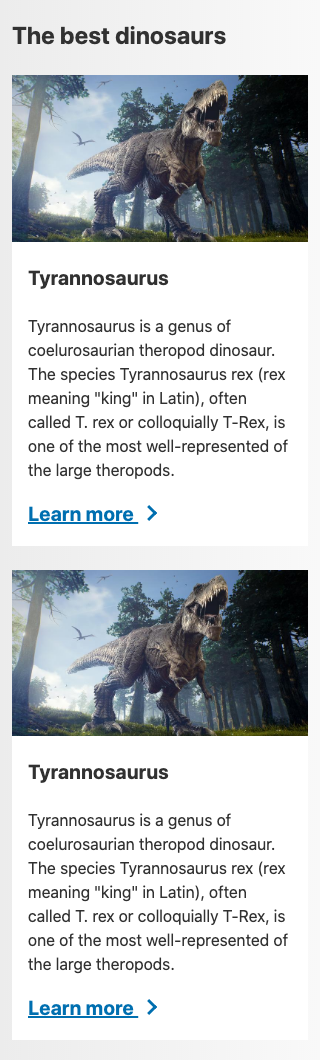 The best dinosaurs
Tyrannosaurus
Tyrannosaurus is a genus of
coelurosaurian theropod dinosaur.
The species Tyrannosaurus rex (rex
meaning "king" in Latin), often
called T. rex or colloquially T-Rex, is
one of the most well-represented of
the large theropods.
Learn more
Tyrannosaurus
Tyrannosaurus is a genus of
coelurosaurian theropod dinosaur.
The species Tyrannosaurus rex (rex
meaning "king" in Latin), often
called T. rex or colloquially T-Rex, is
one of the most well-represented of
the large theropods.
Learn more